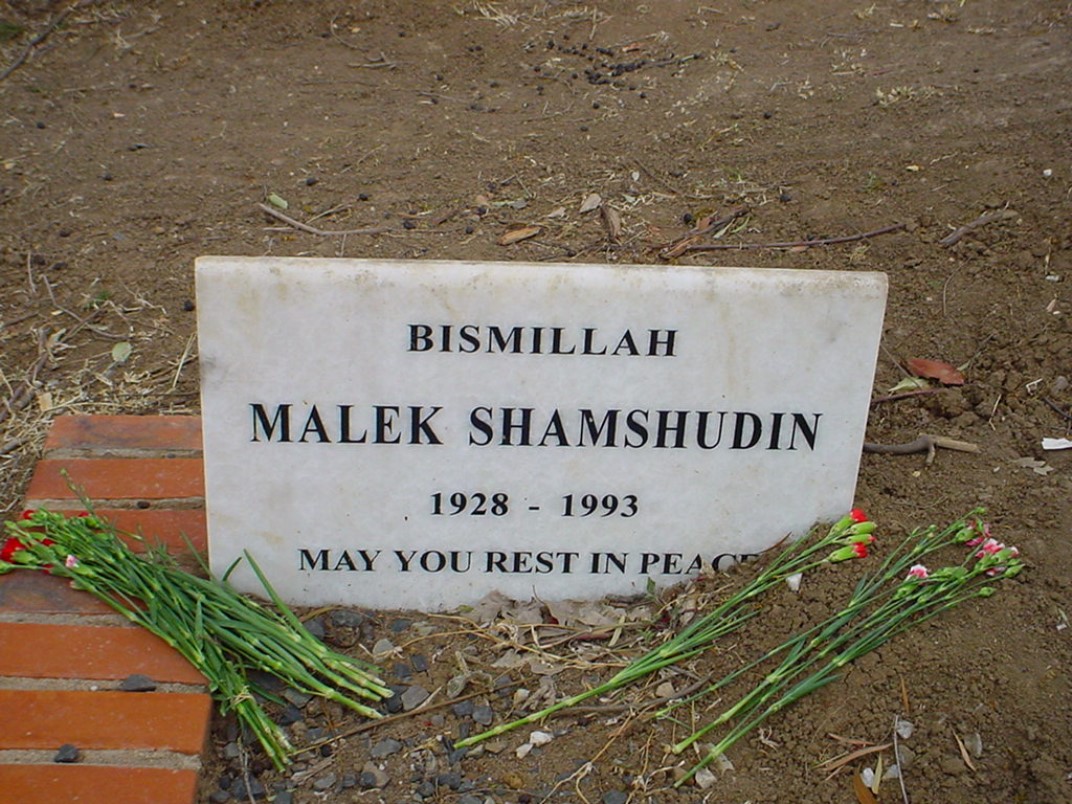 BISMILLAH
MALEK SHAMSHUDIN
1928 - 1993
MAY YOU REST IN PEACE